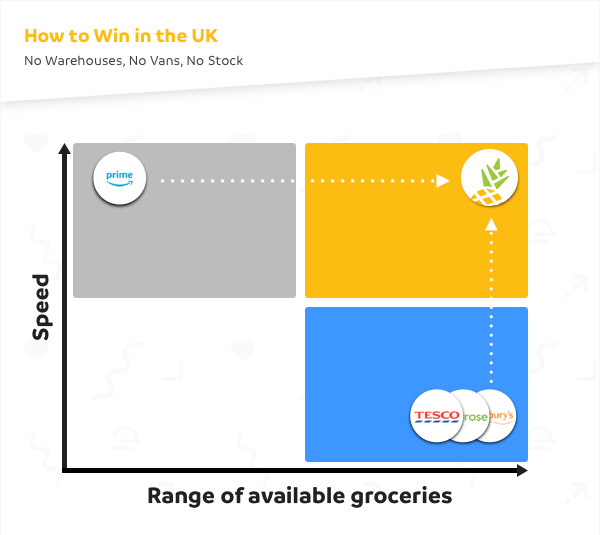 How to Win in the UK
No Warehouses, No Vans, No Stock
prime
Speed
TESCO
rose
bury's
Range of available groceries